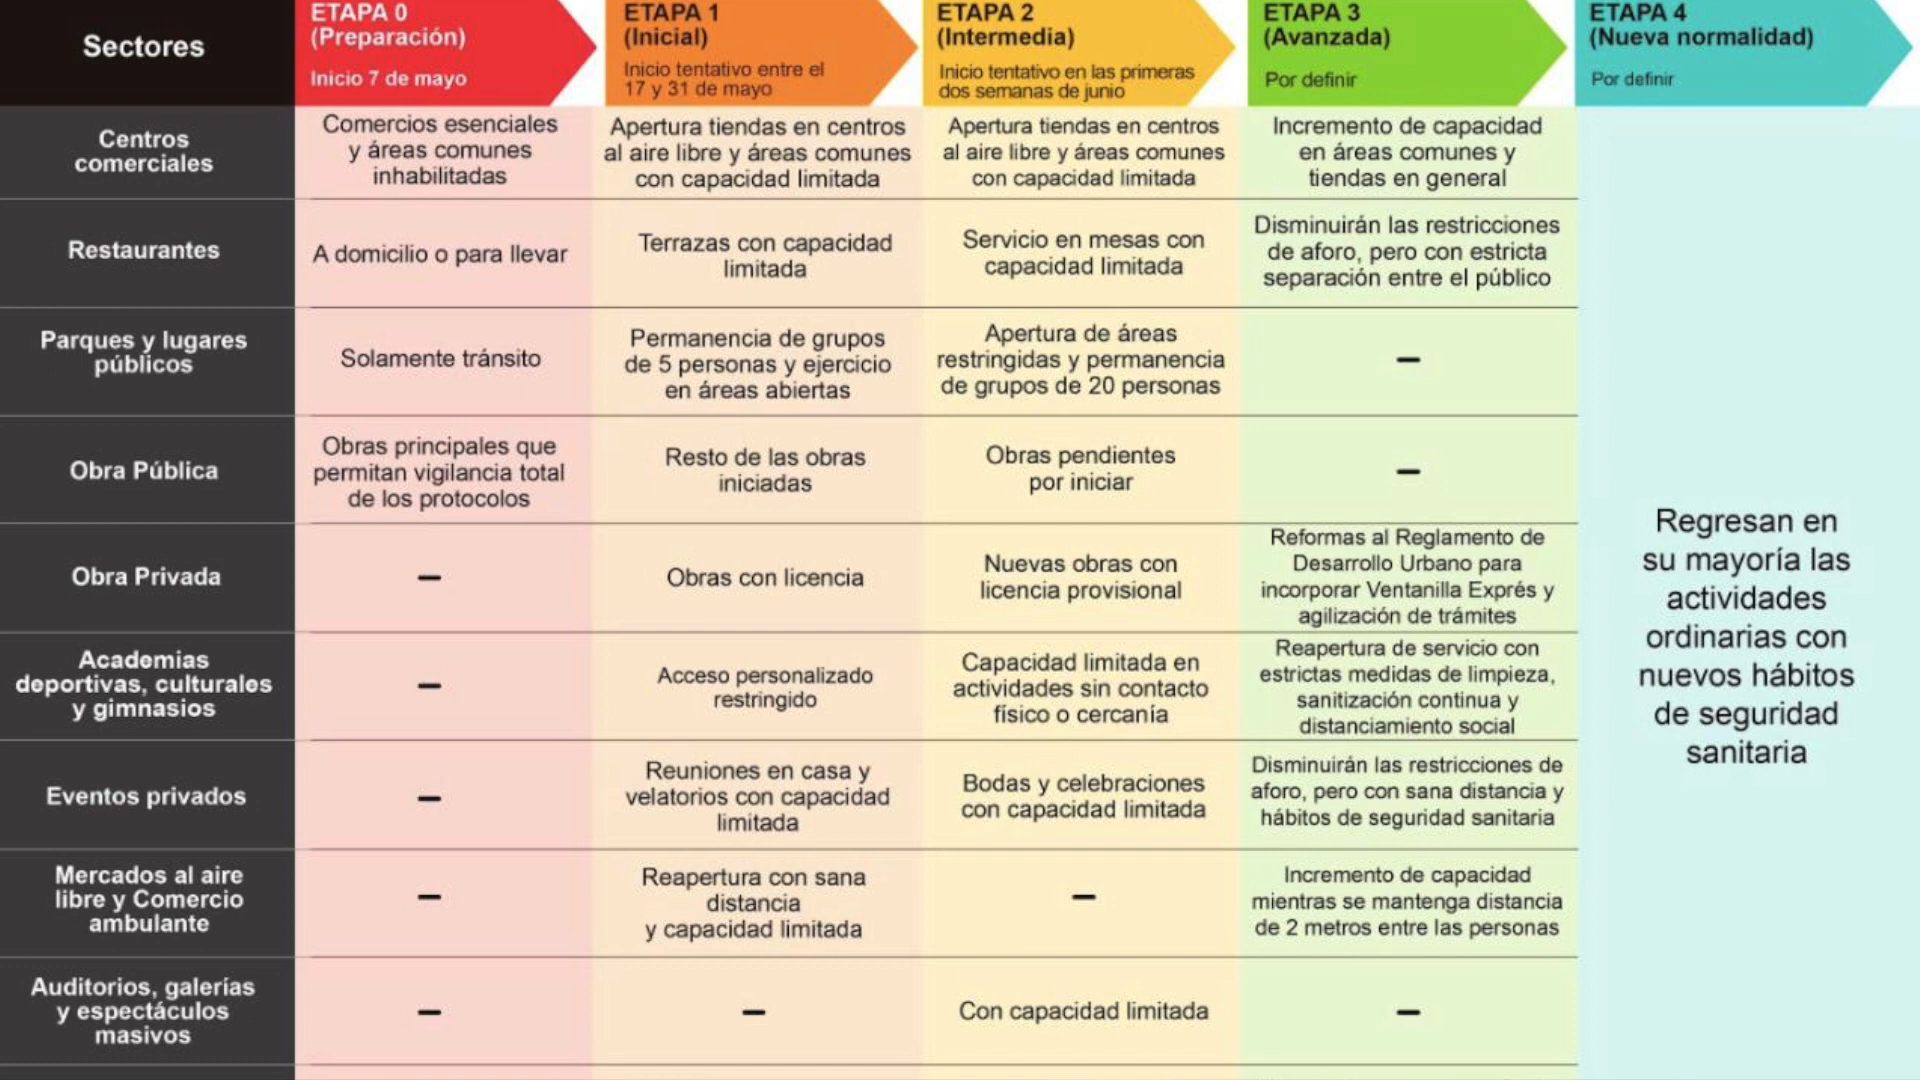 Sectores
ETAPA 0
(Preparación)
Inicio 7 de mayo
ETAPA 1
(Inicial)
Inicio tentativo entre el
17 y 31 de mayo
ETAPA 2
(Intermedia)
Inicio tentativo en las primeras
dos semanas de junio
ETAPA 3
(Avanzada)
Por definir
ETAPA 4
(Nueva normalidad)
Por definir
Centros
comerciales
Comercios esenciales
y áreas comunes
inhabilitadas
Apertura tiendas en centros
al aire libre y áreas comunes
con capacidad limitada
Apertura tiendas en centros
al aire libre y áreas comunes
con capacidad limitada
Incremento de capacidad
en áreas comunes y
tiendas en general
Restaurantes
A domicilio o para llevar
Terrazas con capacidad
limitada
Servicio en mesas con
capacidad limitada
Disminuirán las restricciones
de aforo, pero con estricta
separación entre el público
Parques y lugares
públicos
Solamente tránsito
Permanencia de grupos
de 5 personas y ejercicio
en áreas abiertas
Apertura de áreas
restringidas y permanencia
de grupos de 20 personas
–
Obra Pública
Obras principales que
permitan vigilancia total
de los protocolos
Resto de las obras
iniciadas
Obras pendientes
por iniciar
–
Obra Privada
–
Obras con licencia
Nuevas obras con
licencia provisional
Reformas al Reglamento de
Desarrollo Urbano para
incorporar Ventanilla Exprés y
agilización de trámites
Academias
deportivas, culturales
y gimnasios
–
Acceso personalizado
restringido
Capacidad limitada en
actividades sin contacto
físico o cercanía
Reapertura de servicio con
estrictas medidas de limpieza,
sanitización continua y
distanciamiento social
Eventos privados
–
Reuniones en casa y
velatorios con capacidad
limitada
Bodas y celebraciones
con capacidad limitada
Disminuirán las restricciones de
aforo, pero con sana distancia y
hábitos de seguridad sanitaria
Mercados al aire
libre y Comercio
ambulante
–
Reapertura con sana
distancia
y capacidad limitada
–
Incremento de capacidad
mientras se mantenga distancia
de 2 metros entre las personas
Auditorios, galerías
y espectáculos
masivos
–
–
Con capacidad limitada
–
Regresan en
su mayoría las
actividades
ordinarias con
nuevos hábitos
de seguridad
sanitaria